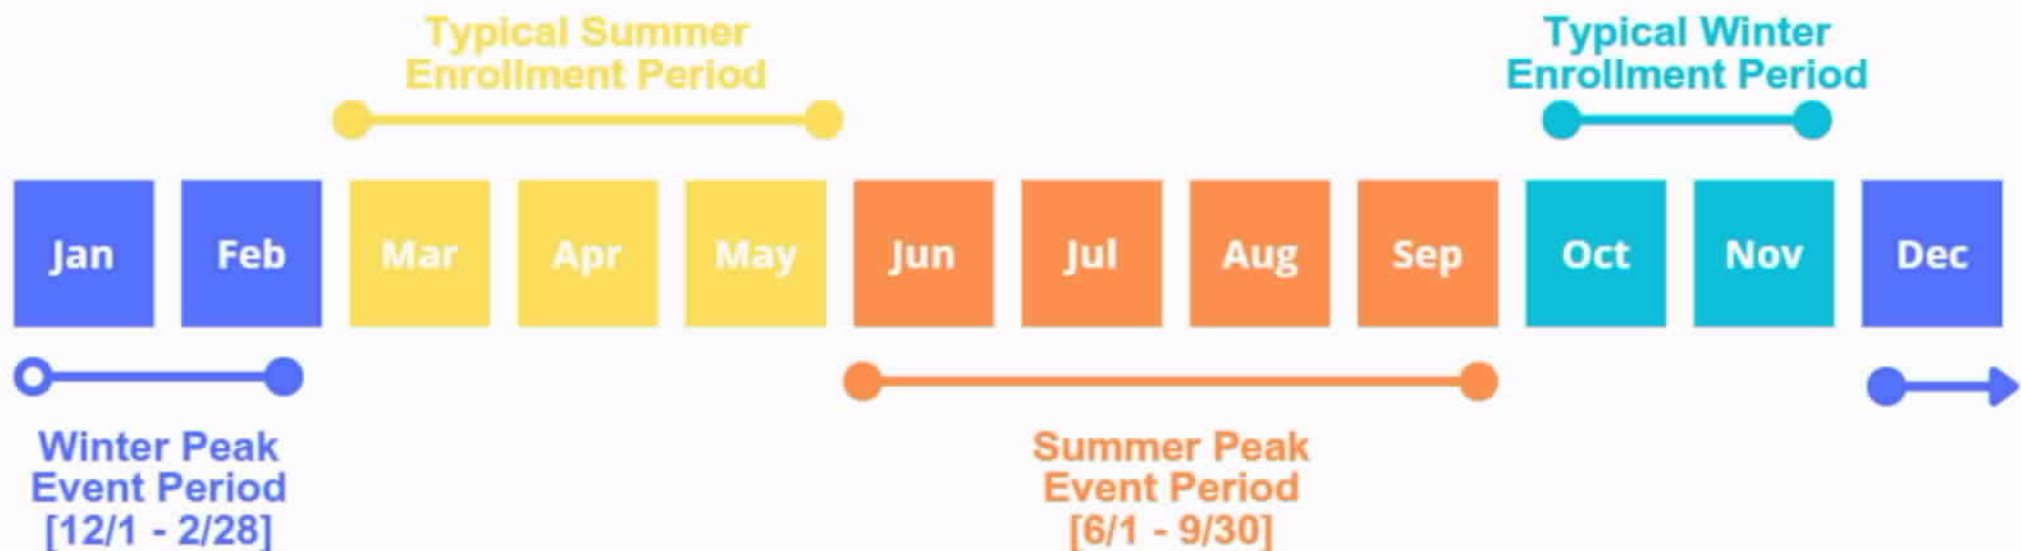 Typical Summer
Enrollment Period
Typical Winter
Enrollment Period
Jan Feb Mar Apr May Jun Jul Aug Sep Oct Nov Dec
Winter Peak
Event Period
[12/1 - 2/28]
Summer Peak
Event Period
[6/1 - 9/30]